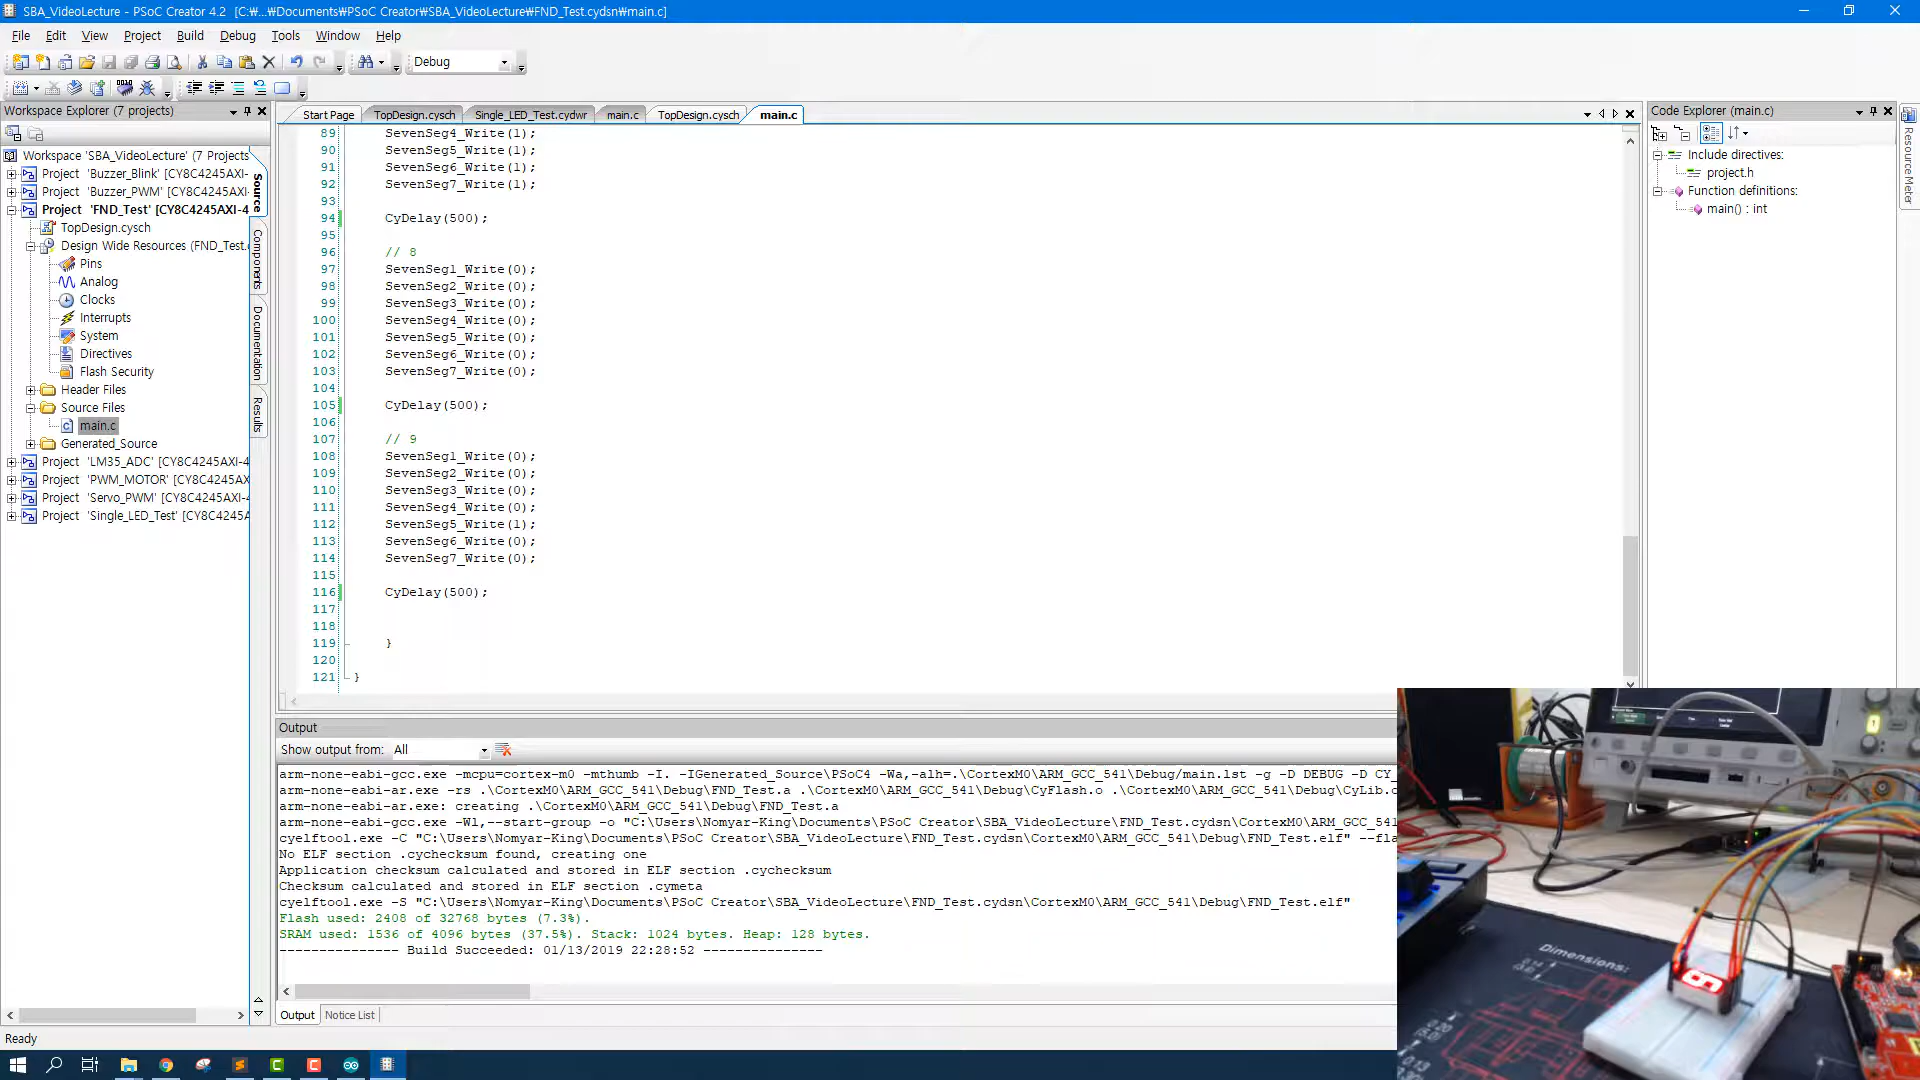 SBA_VideoLecture - PSoC Creator 4.2 [C:₩...₩Documents₩PSoC Creator₩SBA_VideoLecture₩FND_Test.cydsn₩main.c]
File Edit View Project Build Debug Tools Window Help
Debug
Workspace Explorer (7 projects)
Workspace 'SBA_VideoLecture' (7 Projects
Project 'Buzzer_Blink' [CY8C4245AXI-
Project 'Buzzer_PWM' [CY8C4245AXI-
Project 'FND_Test' [CY8C4245AXI-4
TopDesign.cysch
Design Wide Resources (FND_Test.
Pins
Analog
Clocks
Interrupts
System
Directives
Flash Security
Header Files
Source Files
main.c
Generated_Source
Project 'LM35_ADC' [CY8C4245AXI-4
Project 'PWM_MOTOR' [CY8C4245AX
Project 'Servo_PWM' [CY8C4245AXI-4
Project 'Single_LED_Test' [CY8C4245A
Source
Components
Documentation
Results
Start Page TopDesign.cysch Single_LED_Test.cydwr main.c TopDesign.cysch main.c
89 SevenSeg4_Write(1);
90 SevenSeg5_Write(1);
91 SevenSeg6_Write(1);
92 SevenSeg7_Write(1);
93
94 CyDelay(500);
95
96 // 8
97 SevenSeg1_Write(0);
98 SevenSeg2_Write(0);
99 SevenSeg3_Write(0);
100 SevenSeg4_Write(0);
101 SevenSeg5_Write(0);
102 SevenSeg6_Write(0);
103 SevenSeg7_Write(0);
104
105 CyDelay(500);
106
107 // 9
108 SevenSeg1_Write(0);
109 SevenSeg2_Write(0);
110 SevenSeg3_Write(0);
111 SevenSeg4_Write(0);
112 SevenSeg5_Write(1);
113 SevenSeg6_Write(0);
114 SevenSeg7_Write(0);
115
116 CyDelay(500);
117
118
119 }
120
121 }
Code Explorer (main.c)
Include directives:
project.h
Function definitions:
main() : int
Resource Meter
Output
Show output from: All
arm-none-eabi-gcc.exe -mcpu=cortex-m0 -mthumb -I. -IGenerated_Source\PSoC4 -Wa,-alh=.\CortexM0\ARM_GCC_541\Debug/main.lst -g -D DEBUG -D CY_
arm-none-eabi-ar.exe -rs .\CortexM0\ARM_GCC_541\Debug\FND_Test.a .\CortexM0\ARM_GCC_541\Debug\CyFlash.o .\CortexM0\ARM_GCC_541\Debug\CyLib.o
arm-none-eabi-ar.exe: creating .\CortexM0\ARM_GCC_541\Debug\FND_Test.a
arm-none-eabi-gcc.exe -Wl,--start-group -o "C:\Users\Nomyar-King\Documents\PSoC Creator\SBA_VideoLecture\FND_Test.cydsn\CortexM0\ARM_GCC_541
cyelftool.exe -C "C:\Users\Nomyar-King\Documents\PSoC Creator\SBA_VideoLecture\FND_Test.cydsn\CortexM0\ARM_GCC_541\Debug\FND_Test.elf" --fla
No ELF section .cychecksum found, creating one
Application checksum calculated and stored in ELF section .cychecksum
Checksum calculated and stored in ELF section .cymeta
cyelftool.exe -S "C:\Users\Nomyar-King\Documents\PSoC Creator\SBA_VideoLecture\FND_Test.cydsn\CortexM0\ARM_GCC_541\Debug\FND_Test.elf"
Flash used: 2408 of 32768 bytes (7.3%).
SRAM used: 1536 of 4096 bytes (37.5%). Stack: 1024 bytes. Heap: 128 bytes.
--------------- Build Succeeded: 01/13/2019 22:28:52 ---------------
Output Notice List
Ready
Dimensions: